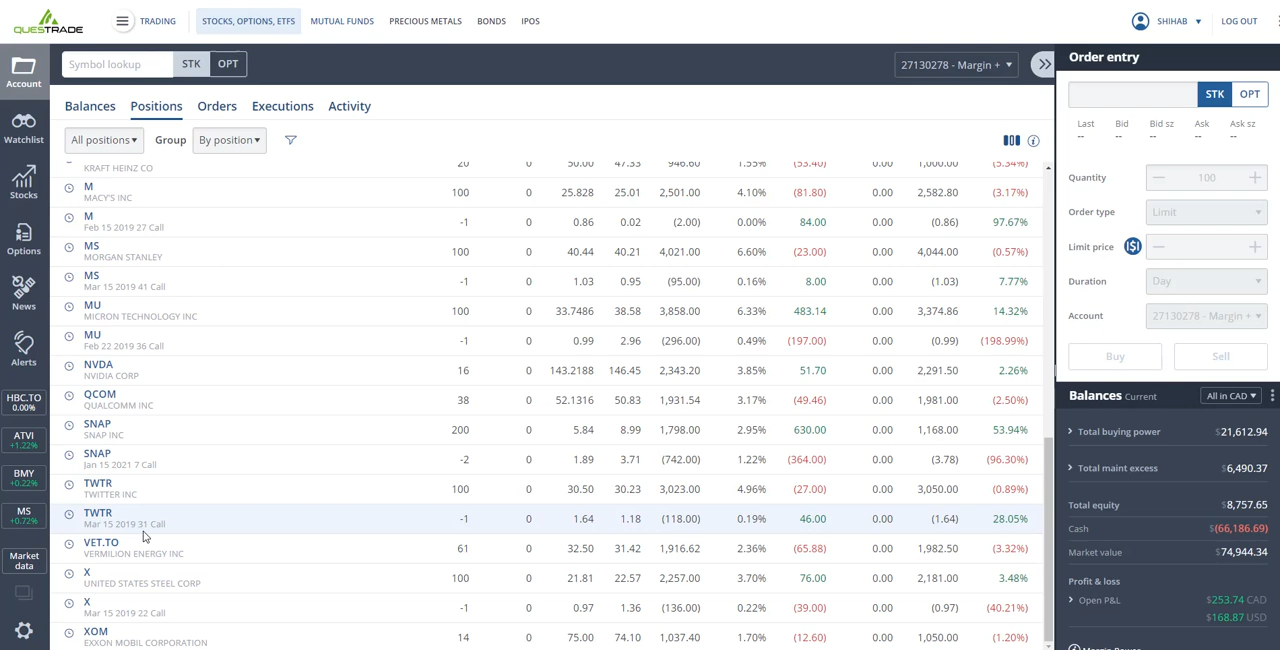 QUESTRADE
TRADING
STOCKS, OPTIONS, ETFS
MUTUAL FUNDS
PRECIOUS METALS
BONDS
IPOS
SHIHAB
LOG OUT
Account
Watchlist
Stocks
Options
News
Alerts
HBC.TO
0.00%
ATVI
+1.22%
BMY
+0.22%
MS
+0.72%
Market
data
Symbol lookup
STK
OPT
27130278 - Margin +
Balances
Positions
Orders
Executions
Activity
All positions
Group
By position
KRAFT HEINZ CO
20 0 50.00 47.33 946.60 1.55% (53.40) 0.00 1,000.00 (5.34%)
M
MACY'S INC
100 0 25.828 25.01 2,501.00 4.10% (81.80) 0.00 2,582.80 (3.17%)
M
Feb 15 2019 27 Call
-1 0 0.86 0.02 (2.00) 0.00% 84.00 0.00 (0.86) 97.67%
MS
MORGAN STANLEY
100 0 40.44 40.21 4,021.00 6.60% (23.00) 0.00 4,044.00 (0.57%)
MS
Mar 15 2019 41 Call
-1 0 1.03 0.95 (95.00) 0.16% 8.00 0.00 (1.03) 7.77%
MU
MICRON TECHNOLOGY INC
100 0 33.7486 38.58 3,858.00 6.33% 483.14 0.00 3,374.86 14.32%
MU
Feb 22 2019 36 Call
-1 0 0.99 2.96 (296.00) 0.49% (197.00) 0.00 (0.99) (198.99%)
NVDA
NVIDIA CORP
16 0 143.2188 146.45 2,343.20 3.85% 51.70 0.00 2,291.50 2.26%
QCOM
QUALCOMM INC
38 0 52.1316 50.83 1,931.54 3.17% (49.46) 0.00 1,981.00 (2.50%)
SNAP
SNAP INC
200 0 5.84 8.99 1,798.00 2.95% 630.00 0.00 1,168.00 53.94%
SNAP
Jan 15 2021 7 Call
-2 0 1.89 3.71 (742.00) 1.22% (364.00) 0.00 (3.78) (96.30%)
TWTR
TWITTER INC
100 0 30.50 30.23 3,023.00 4.96% (27.00) 0.00 3,050.00 (0.89%)
TWTR
Mar 15 2019 31 Call
-1 0 1.64 1.18 (118.00) 0.19% 46.00 0.00 (1.64) 28.05%
VET.TO
VERMILION ENERGY INC
61 0 32.50 31.42 1,916.62 2.36% (65.88) 0.00 1,982.50 (3.32%)
X
UNITED STATES STEEL CORP
100 0 21.81 22.57 2,257.00 3.70% 76.00 0.00 2,181.00 3.48%
X
Mar 15 2019 22 Call
-1 0 0.97 1.36 (136.00) 0.22% (39.00) 0.00 (0.97) (40.21%)
XOM
EXXON MOBIL CORPORATION
14 0 75.00 74.10 1,037.40 1.70% (12.60) 0.00 1,050.00 (1.20%)
Order entry
STK
OPT
Last Bid Bid sz Ask Ask sz
-- -- -- -- --
Quantity 100
Order type Limit
Limit price
Duration Day
Account 27130278 - Margin +
Buy
Sell
Balances Current
All in CAD
Total buying power $21,612.94
Total maint excess $6,490.37
Total equity $8,757.65
Cash $(66,186.69)
Market value $74,944.34
Profit & loss
Open P&L $253.74 CAD
$168.87 USD